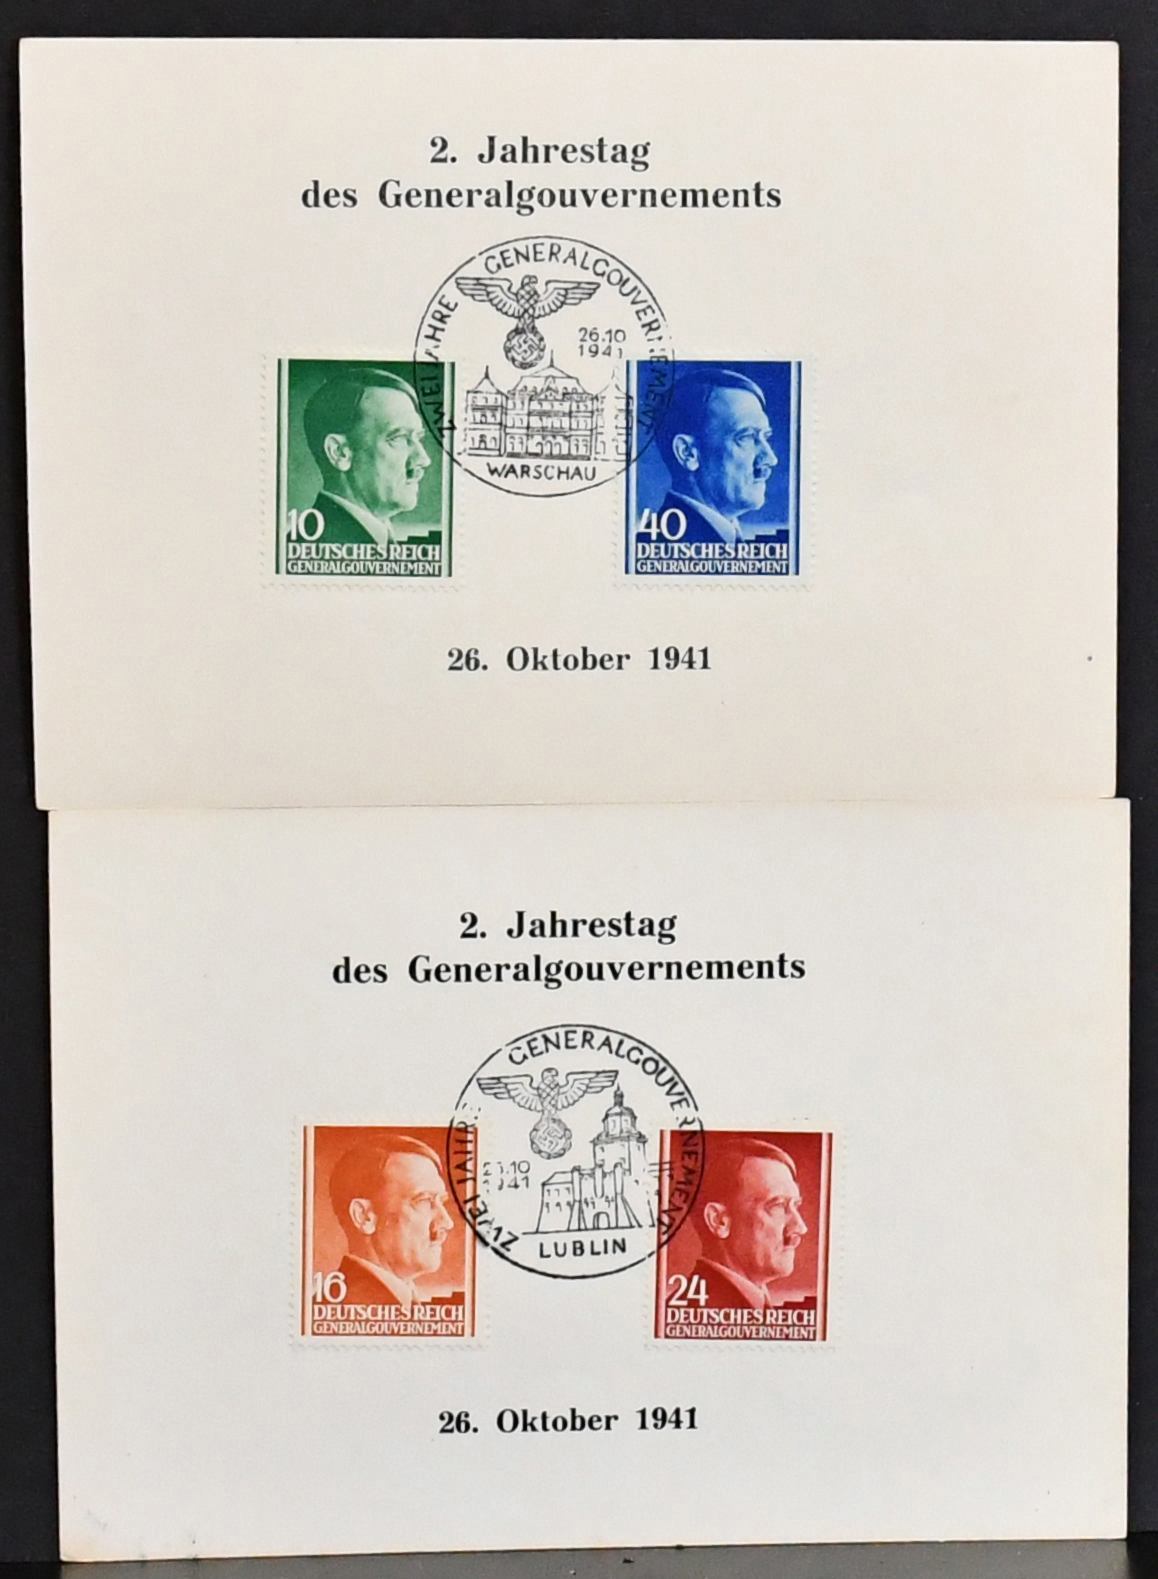 2. Jahrestag
des Generalgouvernements
ZWEI JAHRE GENERALGOUVERNEMENT
26.10
1941
WARSCHAU
10
DEUTSCHES REICH
GENERALGOUVERNEMENT
40
DEUTSCHES REICH
GENERALGOUVERNEMENT
26. Oktober 1941
2. Jahrestag
des Generalgouvernements
ZWEI JAHRE GENERALGOUVERNEMENT
26.10
1941
LUBLIN
16
DEUTSCHES REICH
GENERALGOUVERNEMENT
24
DEUTSCHES REICH
GENERALGOUVERNEMENT
26. Oktober 1941